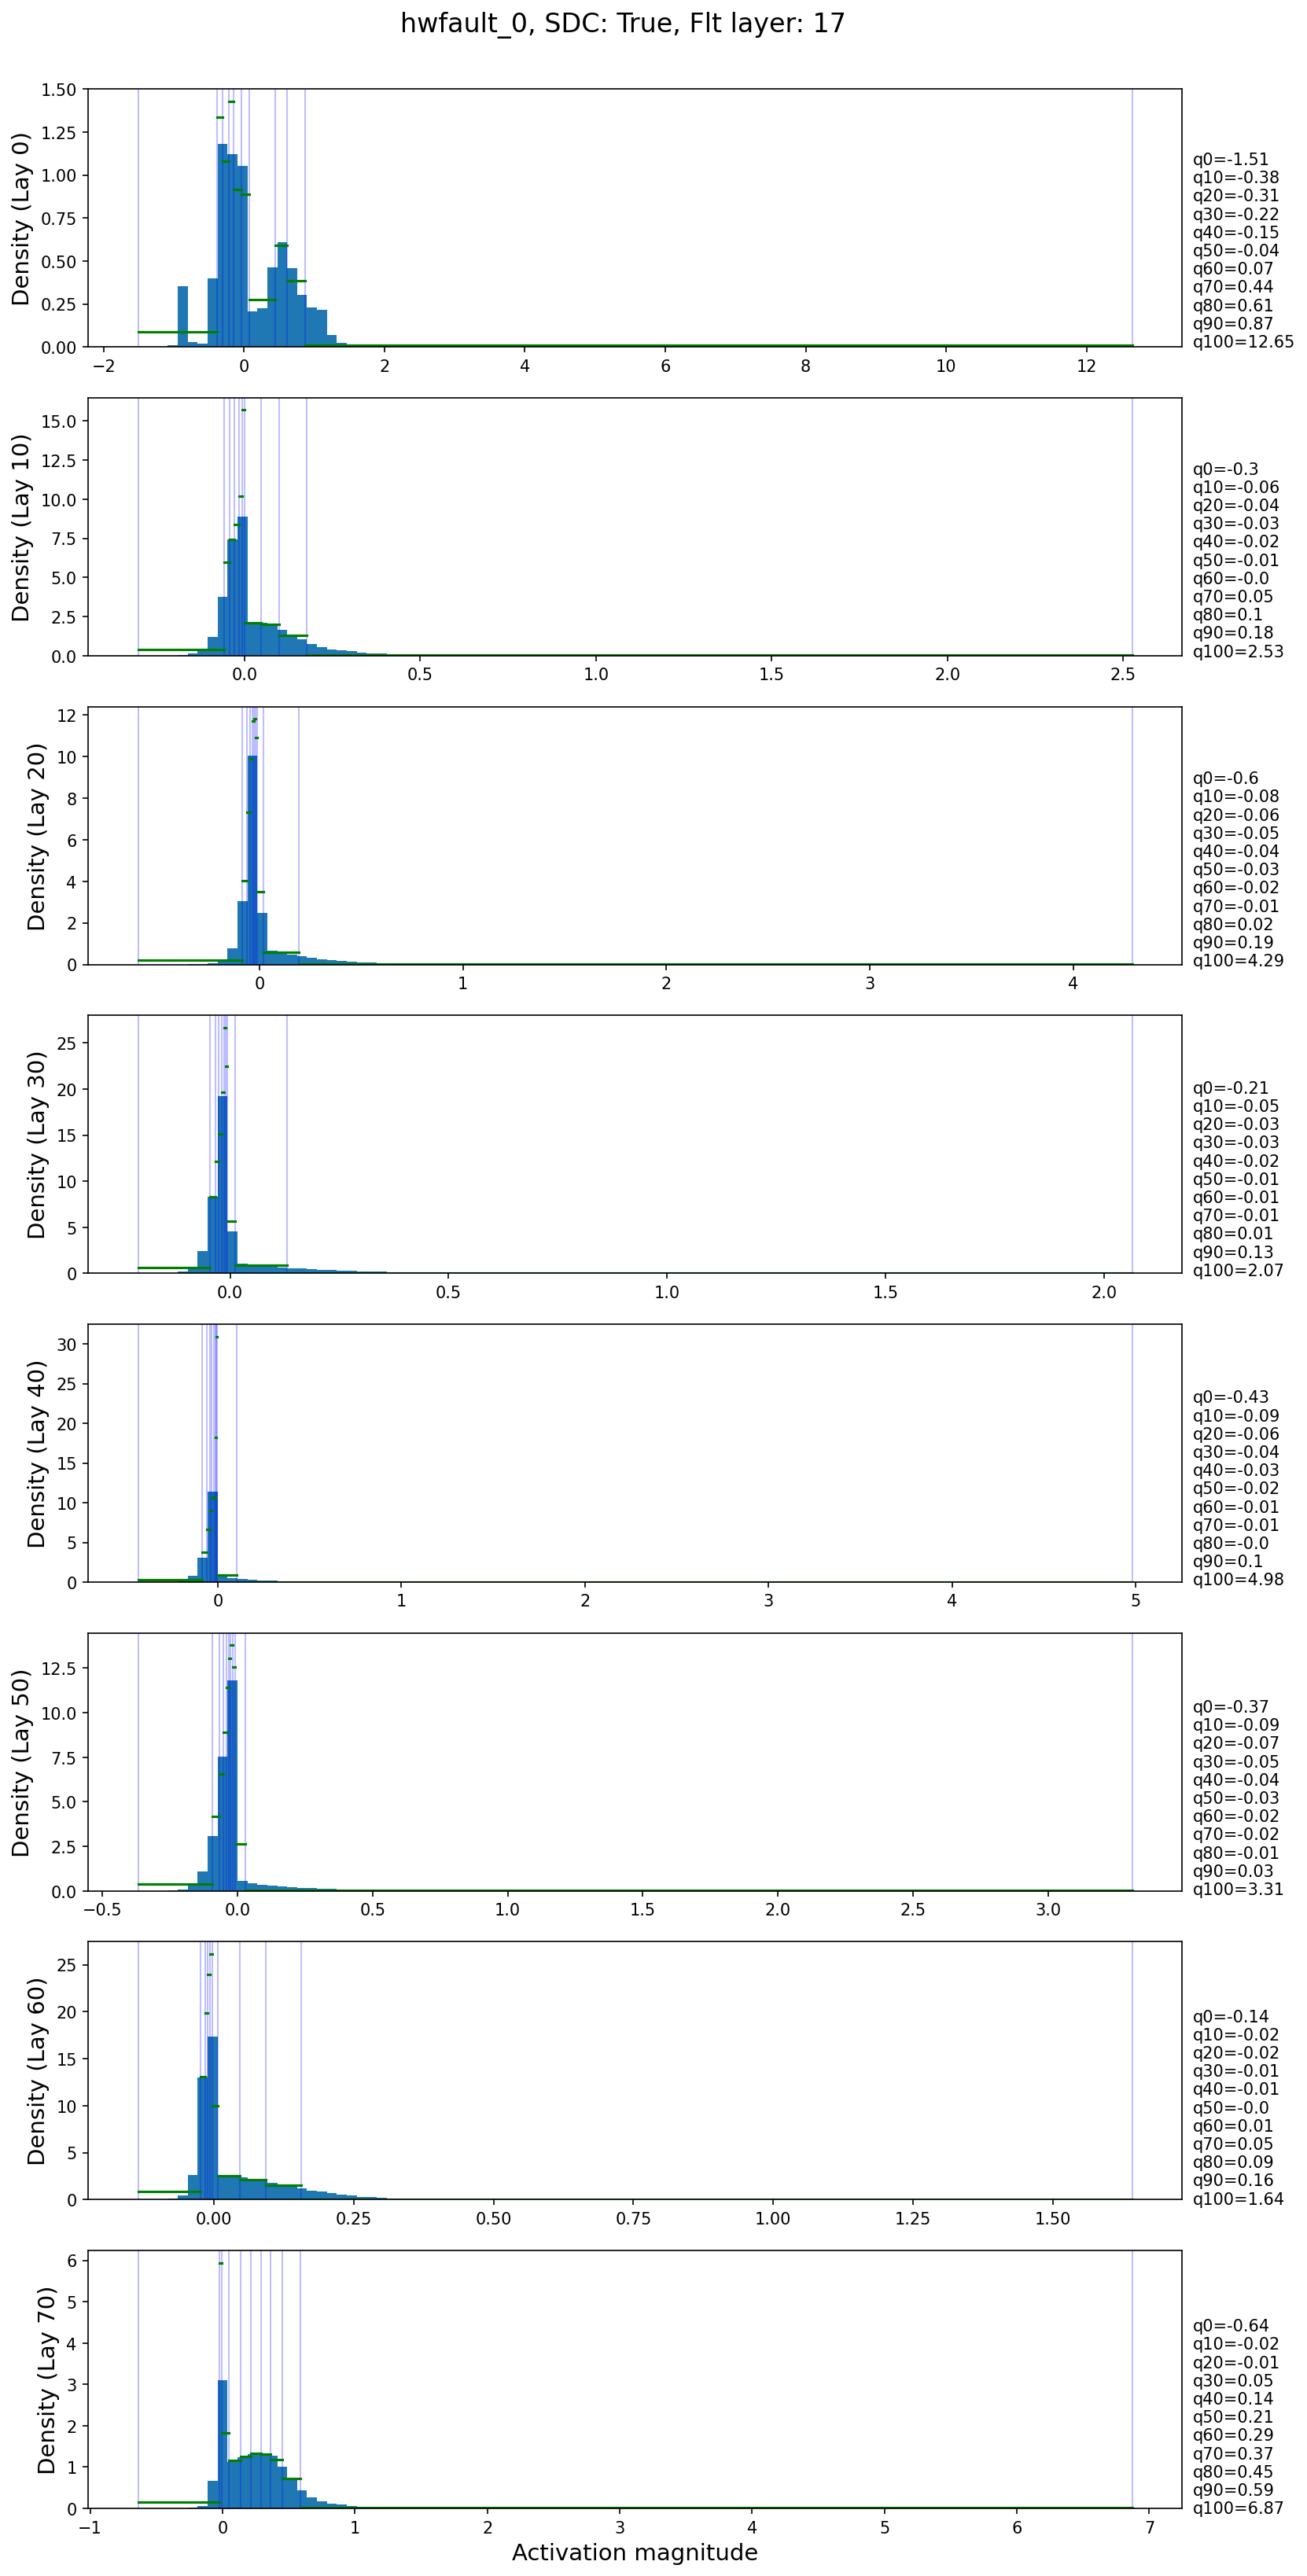 hwfault_0, SDC: True, Flt layer: 17
Density (Lay 0)
1.50
1.25
1.00
0.75
0.50
0.25
0.00
−2 0 2 4 6 8 10 12
q0=-1.51
q10=-0.38
q20=-0.31
q30=-0.22
q40=-0.15
q50=-0.04
q60=0.07
q70=0.44
q80=0.61
q90=0.87
q100=12.65
Density (Lay 10)
15.0
12.5
10.0
7.5
5.0
2.5
0.0
0.0 0.5 1.0 1.5 2.0 2.5
q0=-0.3
q10=-0.06
q20=-0.04
q30=-0.03
q40=-0.02
q50=-0.01
q60=-0.0
q70=0.05
q80=0.1
q90=0.18
q100=2.53
Density (Lay 20)
12
10
8
6
4
2
0
0 1 2 3 4
q0=-0.6
q10=-0.08
q20=-0.06
q30=-0.05
q40=-0.04
q50=-0.03
q60=-0.02
q70=-0.01
q80=0.02
q90=0.19
q100=4.29
Density (Lay 30)
25
20
15
10
5
0
0.0 0.5 1.0 1.5 2.0
q0=-0.21
q10=-0.05
q20=-0.03
q30=-0.03
q40=-0.02
q50=-0.01
q60=-0.01
q70=-0.01
q80=0.01
q90=0.13
q100=2.07
Density (Lay 40)
30
25
20
15
10
5
0
0 1 2 3 4 5
q0=-0.43
q10=-0.09
q20=-0.06
q30=-0.04
q40=-0.03
q50=-0.02
q60=-0.01
q70=-0.01
q80=-0.0
q90=0.1
q100=4.98
Density (Lay 50)
12.5
10.0
7.5
5.0
2.5
0.0
−0.5 0.0 0.5 1.0 1.5 2.0 2.5 3.0
q0=-0.37
q10=-0.09
q20=-0.07
q30=-0.05
q40=-0.04
q50=-0.03
q60=-0.02
q70=-0.02
q80=-0.01
q90=0.03
q100=3.31
Density (Lay 60)
25
20
15
10
5
0
0.00 0.25 0.50 0.75 1.00 1.25 1.50
q0=-0.14
q10=-0.02
q20=-0.02
q30=-0.01
q40=-0.01
q50=-0.0
q60=0.01
q70=0.05
q80=0.09
q90=0.16
q100=1.64
Density (Lay 70)
6
5
4
3
2
1
0
−1 0 1 2 3 4 5 6 7
q0=-0.64
q10=-0.02
q20=-0.01
q30=0.05
q40=0.14
q50=0.21
q60=0.29
q70=0.37
q80=0.45
q90=0.59
q100=6.87
Activation magnitude